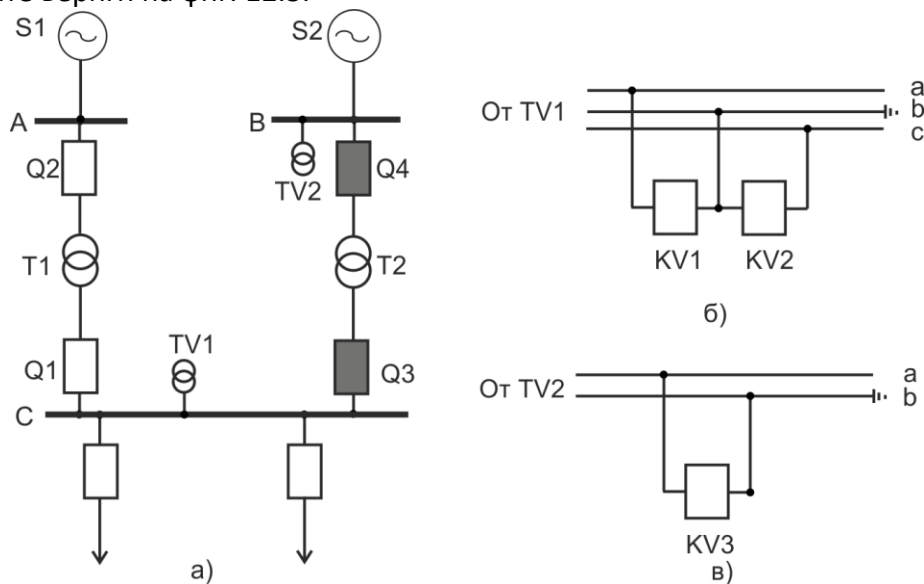 S1
S2
A
B
Q2
TV2
Q4
T1
T2
Q1
TV1
Q3
C
а)
От TV1
a
b
c
KV1
KV2
б)
От TV2
a
b
KV3
в)